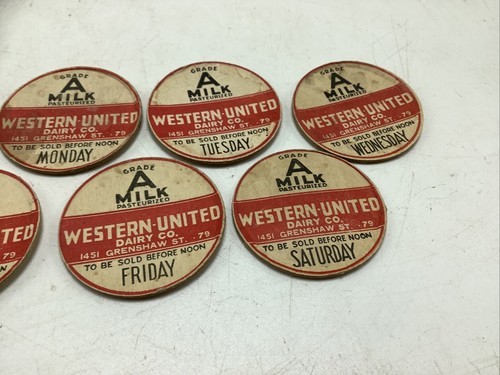 GRADE
A
MILK
PASTEURIZED
WESTERN-UNITED
DAIRY CO.
1451 GRENSHAW ST. .79
TO BE SOLD BEFORE NOON
MONDAY
GRADE
A
MILK
PASTEURIZED
WESTERN-UNITED
DAIRY CO.
1451 GRENSHAW ST. .79
TO BE SOLD BEFORE NOON
TUESDAY
GRADE
A
MILK
PASTEURIZED
WESTERN-UNITED
DAIRY CO.
1451 GRENSHAW ST. .79
TO BE SOLD BEFORE NOON
WEDNESDAY
TED
.79
NOON
GRADE
A
MILK
PASTEURIZED
WESTERN-UNITED
DAIRY CO.
1451 GRENSHAW ST. .79
TO BE SOLD BEFORE NOON
FRIDAY
GRADE
A
MILK
PASTEURIZED
WESTERN-UNITED
DAIRY CO.
1451 GRENSHAW ST. .79
TO BE SOLD BEFORE NOON
SATURDAY